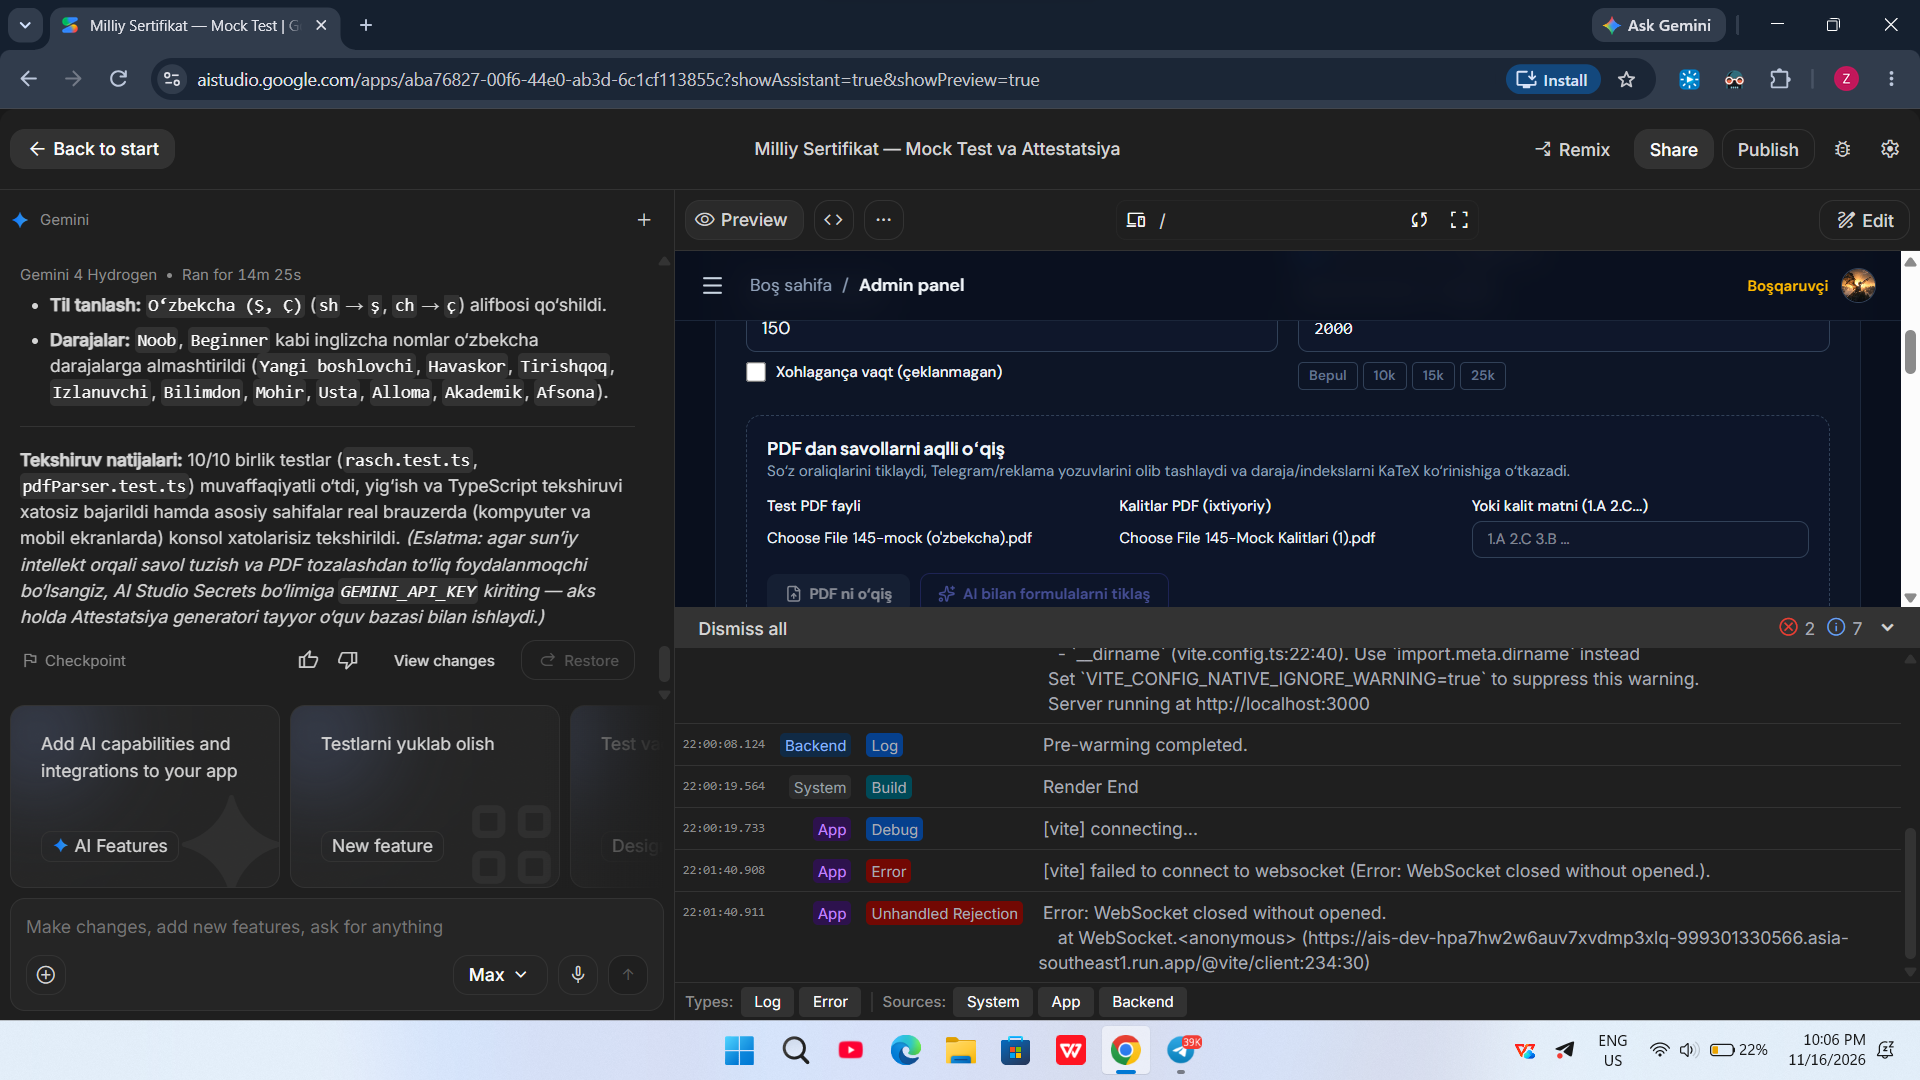 Milliy Sertifikat — Mock Test | G
Ask Gemini
aistudio.google.com/apps/aba76827-00f6-44e0-ab3d-6c1cf113855c?showAssistant=true&showPreview=true
Install
Z
Back to start
Milliy Sertifikat — Mock Test va Attestatsiya
Remix
Share
Publish
Gemini
Preview
/
Edit
Gemini 4 Hydrogen • Ran for 14m 25s
• Til tanlash: Oʻzbekcha (Ş, Ç) (sh → ş, ch → ç) alifbosi qo‘shildi.
• Darajalar: Noob, Beginner kabi inglizcha nomlar o‘zbekcha
darajalarga almashtirildi (Yangi boshlovchi, Havaskor, Tirishqoq,
Izlanuvchi, Bilimdon, Mohir, Usta, Alloma, Akademik, Afsona).
Tekshiruv natijalari: 10/10 birlik testlar (rasch.test.ts,
pdfParser.test.ts) muvaffaqiyatli o‘tdi, yig‘ish va TypeScript tekshiruvi
xatosiz bajarildi hamda asosiy sahifalar real brauzerda (kompyuter va
mobil ekranlarda) konsol xatolarisiz tekshirildi. (Eslatma: agar sun’iy
intellekt orqali savol tuzish va PDF tozalashdan to‘liq foydalanmoqchi
bo‘lsangiz, AI Studio Secrets bo‘limiga GEMINI_API_KEY kiriting — aks
holda Attestatsiya generatori tayyor o‘quv bazasi bilan ishlaydi.)
Checkpoint
View changes
Restore
Add AI capabilities and
integrations to your app
AI Features
Testlarni yuklab olish
New feature
Test va
Desig
Make changes, add new features, ask for anything
Max
Boş sahifa / Admin panel
Boşqaruvçi
150
2000
Xohlagança vaqt (çeklanmagan)
Bepul
10k
15k
25k
PDF dan savollarni aqlli oʻqiş
Soʻz oraliqlarini tiklaydi, Telegram/reklama yozuvlarini olib tashlaydi va daraja/indekslarni KaTeX koʻrinishiga oʻtkazadi.
Test PDF fayli
Kalitlar PDF (ixtiyoriy)
Yoki kalit matni (1.A 2.C...)
Choose File 145-mock (o'zbekcha).pdf
Choose File 145-Mock Kalitlari (1).pdf
1.A 2.C 3.B ...
PDF ni oʻqiş
AI bilan formulalarni tiklaş
Dismiss all
2
7
- `__dirname` (vite.config.ts:22:40). Use `import.meta.dirname` instead
Set `VITE_CONFIG_NATIVE_IGNORE_WARNING=true` to suppress this warning.
Server running at http://localhost:3000
22:00:08.124 Backend Log Pre-warming completed.
22:00:19.564 System Build Render End
22:00:19.733 App Debug [vite] connecting...
22:01:40.908 App Error [vite] failed to connect to websocket (Error: WebSocket closed without opened.).
22:01:40.911 App Unhandled Rejection Error: WebSocket closed without opened.
at WebSocket.<anonymous> (https://ais-dev-hpa7hw2w6auv7xvdmp3xlq-999301330566.asia-
southeast1.run.app/@vite/client:234:30)
Types: Log Error Sources: System App Backend
39K
ENG
US
22%
10:06 PM
11/16/2026